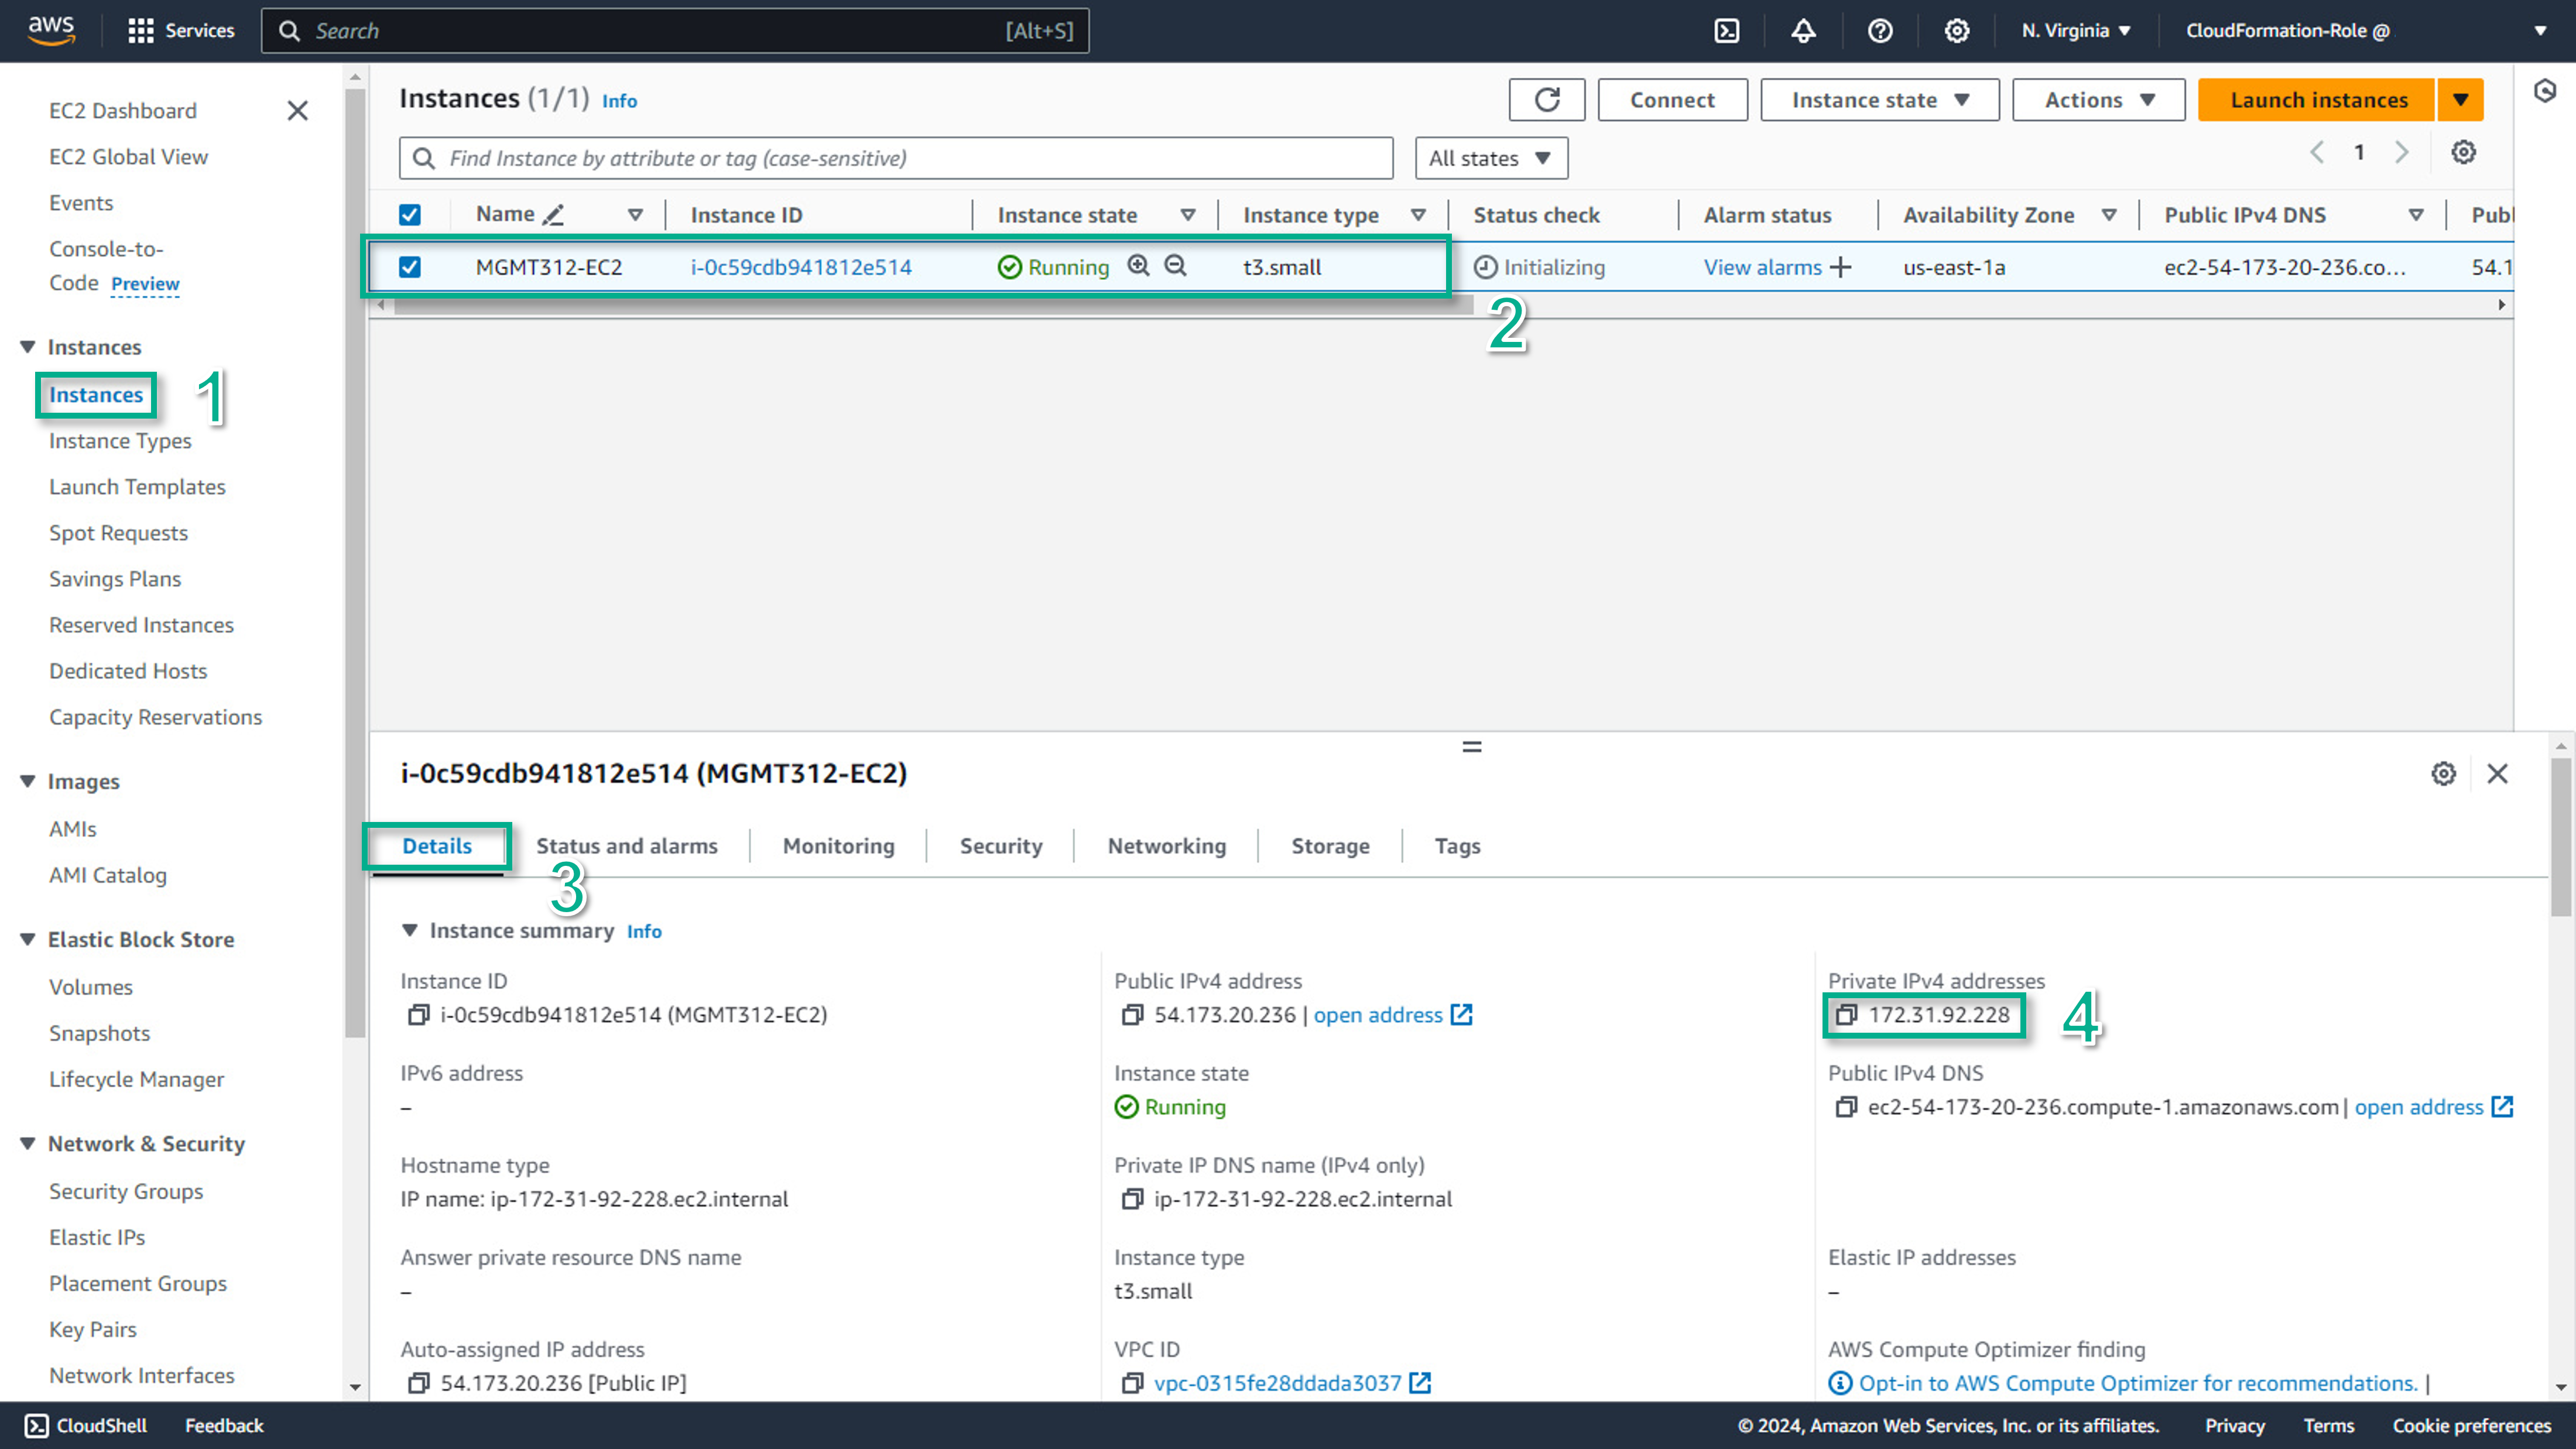 aws
Services
Search
[Alt+S]
N. Virginia
CloudFormation-Role @
EC2 Dashboard
EC2 Global View
Events
Console-to-
Code Preview
Instances
Instances
1
Instance Types
Launch Templates
Spot Requests
Savings Plans
Reserved Instances
Dedicated Hosts
Capacity Reservations
Images
AMIs
AMI Catalog
Elastic Block Store
Volumes
Snapshots
Lifecycle Manager
Network & Security
Security Groups
Elastic IPs
Placement Groups
Key Pairs
Network Interfaces
Instances (1/1) Info
Connect
Instance state
Actions
Launch instances
Find Instance by attribute or tag (case-sensitive)
All states
1
Name
Instance ID
Instance state
Instance type
Status check
Alarm status
Availability Zone
Public IPv4 DNS
Publ
MGMT312-EC2
i-0c59cdb941812e514
Running
t3.small
Initializing
View alarms
us-east-1a
ec2-54-173-20-236.co...
54.1
2
i-0c59cdb941812e514 (MGMT312-EC2)
Details
Status and alarms
Monitoring
Security
Networking
Storage
Tags
3
Instance summary Info
Instance ID
i-0c59cdb941812e514 (MGMT312-EC2)
Public IPv4 address
54.173.20.236 | open address
Private IPv4 addresses
172.31.92.228
4
IPv6 address
–
Instance state
Running
Public IPv4 DNS
ec2-54-173-20-236.compute-1.amazonaws.com | open address
Hostname type
IP name: ip-172-31-92-228.ec2.internal
Private IP DNS name (IPv4 only)
ip-172-31-92-228.ec2.internal
Answer private resource DNS name
–
Instance type
t3.small
Elastic IP addresses
–
Auto-assigned IP address
54.173.20.236 [Public IP]
VPC ID
vpc-0315fe28ddada3037
AWS Compute Optimizer finding
Opt-in to AWS Compute Optimizer for recommendations. |
CloudShell
Feedback
© 2024, Amazon Web Services, Inc. or its affiliates.
Privacy
Terms
Cookie preferences